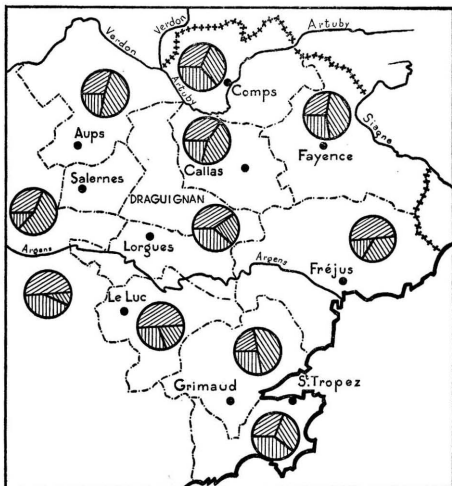 Verdon
Verdon
Artuby
Artuby
Comps
Siagne
Aups
Fayence
Callas
Salernes
DRAGUIGNAN
Lorgues
Argens
Argens
Fréjus
Le Luc
Grimaud
St Tropez